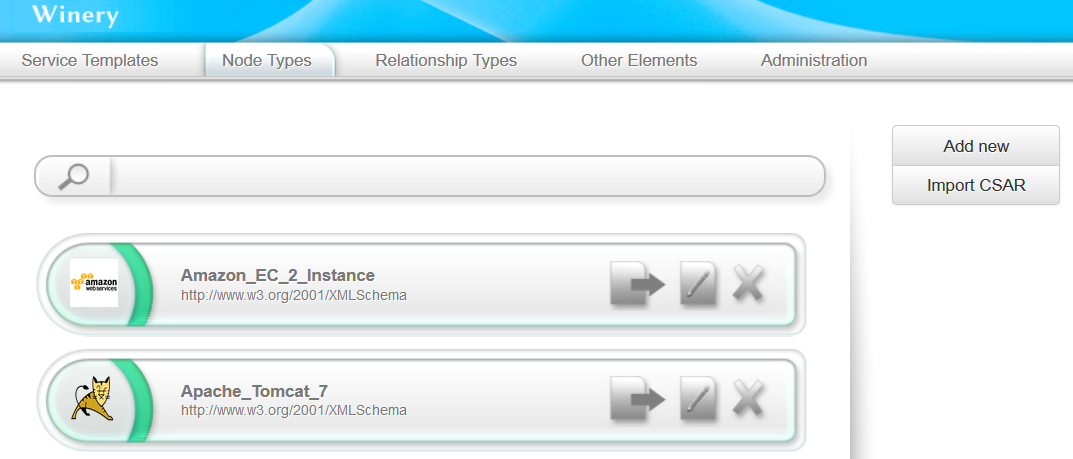 Winery
Service Templates Node Types Relationship Types Other Elements Administration
Add new
Import CSAR
amazon
webservices
Amazon_EC_2_Instance
http://www.w3.org/2001/XMLSchema
Apache_Tomcat_7
http://www.w3.org/2001/XMLSchema